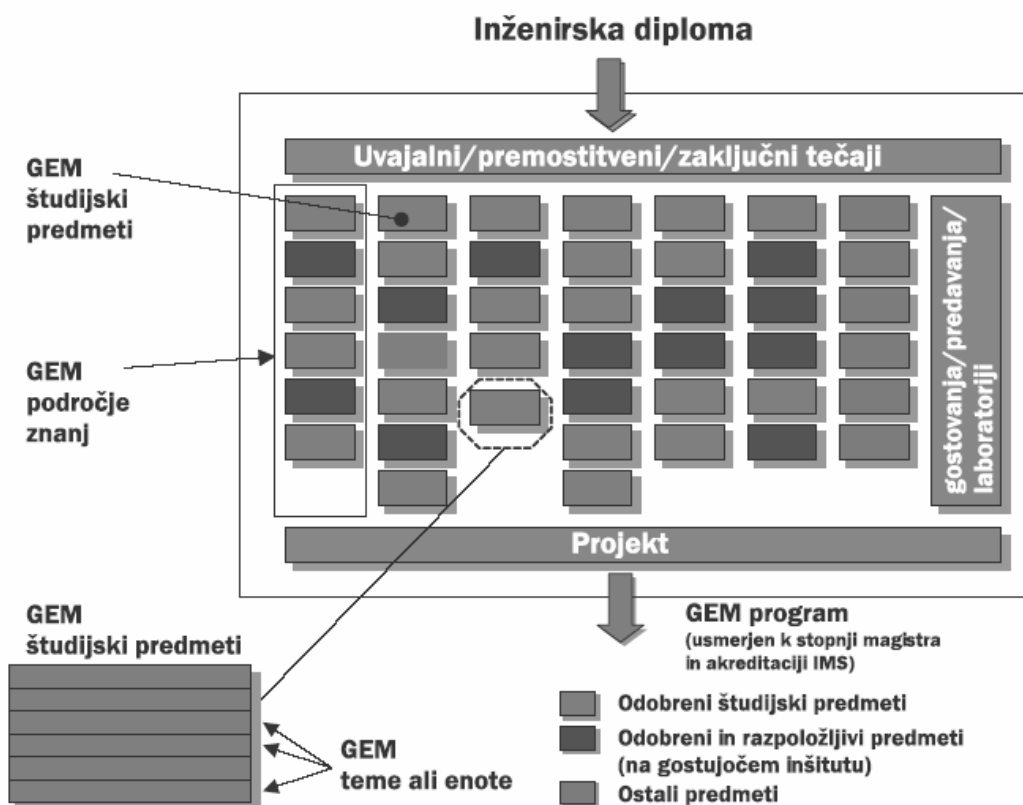 Inženirska diploma
Uvajalni/premostitveni/zaključni tečaji
GEM
študijski
predmeti
GEM
področje
znanj
gostovanja/predavanja/
laboratoriji
Projekt
GEM
študijski predmeti
GEM program
(usmerjen k stopnji magistra
in akreditaciji IMS)
GEM
teme ali enote
Odobreni študijski predmeti
Odobreni in razpoložljivi predmeti
(na gostujočem inšitutu)
Ostali predmeti